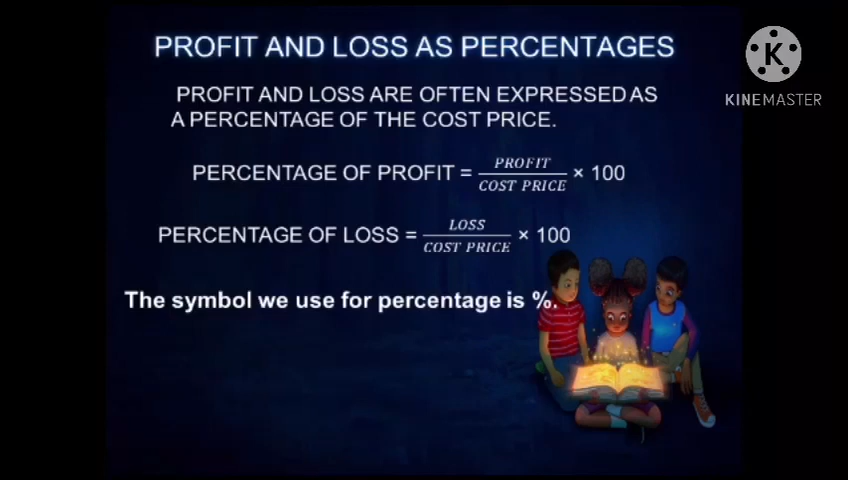 PROFIT AND LOSS AS PERCENTAGES
K
KINEMASTER
PROFIT AND LOSS ARE OFTEN EXPRESSED AS
A PERCENTAGE OF THE COST PRICE.
PERCENTAGE OF PROFIT = PROFIT / COST PRICE × 100
PERCENTAGE OF LOSS = LOSS / COST PRICE × 100
The symbol we use for percentage is %.